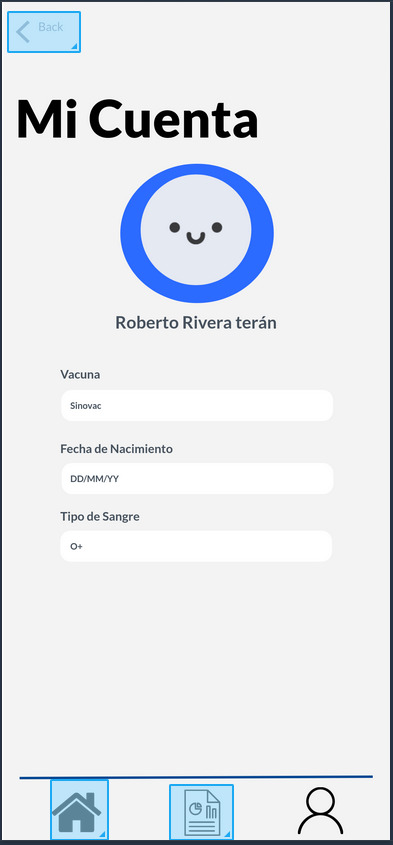 Back
Mi Cuenta
Roberto Rivera terán
Vacuna
Sinovac
Fecha de Nacimiento
DD/MM/YY
Tipo de Sangre
O+